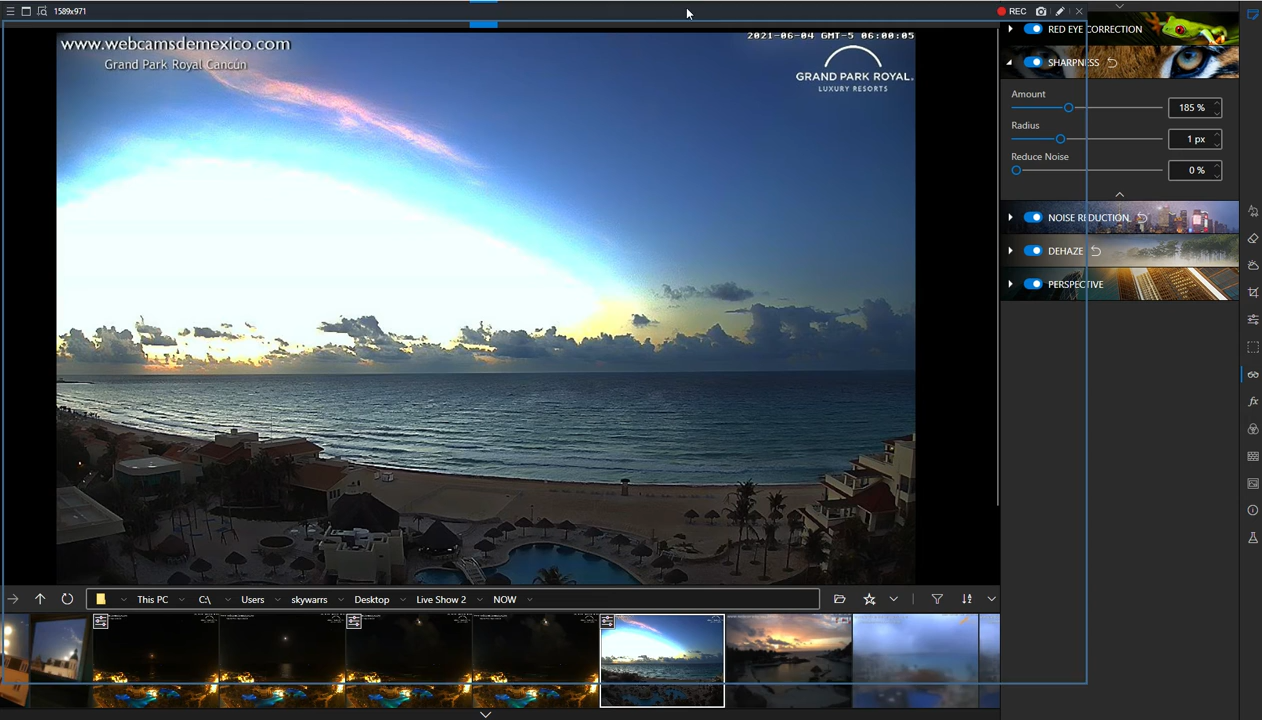 1589x971
REC
www.webcamsdemexico.com
Grand Park Royal Cancún
2021-06-04 GMT-5 06:00:05
GRAND PARK ROYAL.
LUXURY RESORTS
RED EYE CORRECTION
SHARPNESS
Amount
185 %
Radius
1 px
Reduce Noise
0 %
NOISE REDUCTION
DEHAZE
PERSPECTIVE
This PC
C:\
Users
skywarrs
Desktop
Live Show 2
NOW